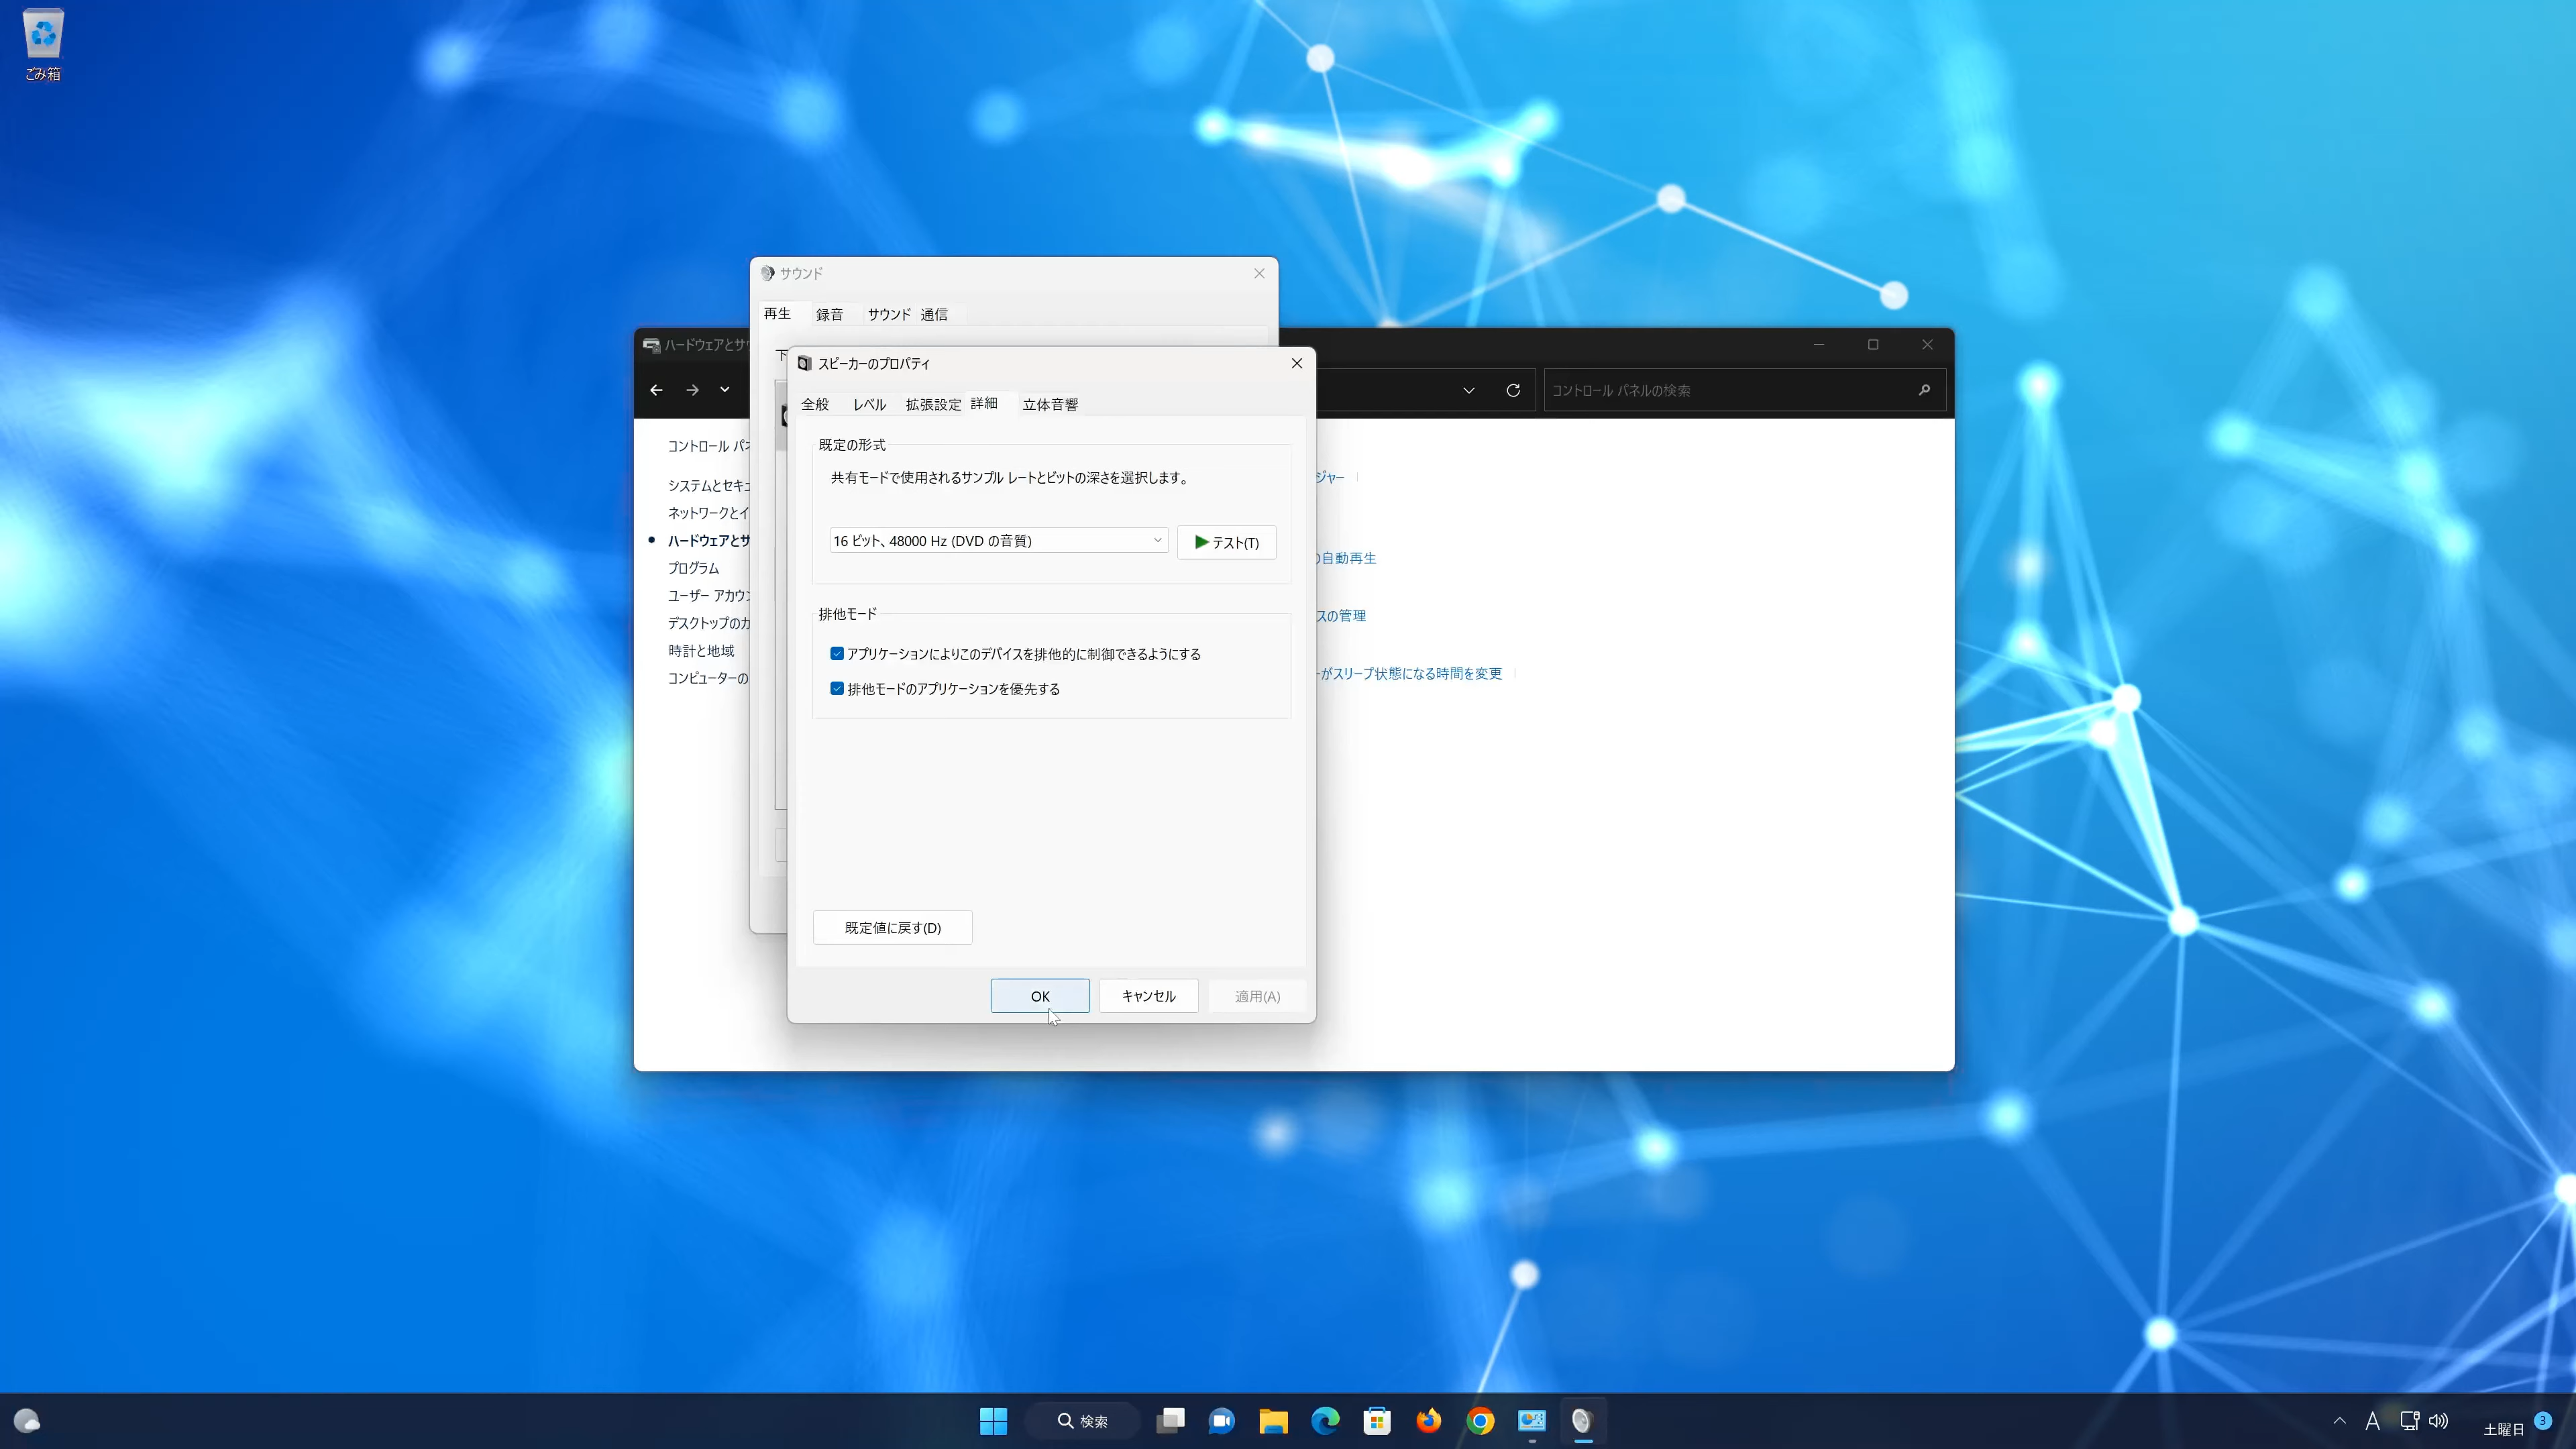 ごみ箱
サウンド
再生 録音 サウンド 通信
ハードウェアとサ
コントロール パネルの検索
スピーカーのプロパティ
全般 レベル 拡張設定 詳細 立体音響
既定の形式
共有モードで使用されるサンプル レートとビットの深さを選択します。
16 ビット、48000 Hz (DVD の音質)
テスト(T)
排他モード
アプリケーションによりこのデバイスを排他的に制御できるようにする
排他モードのアプリケーションを優先する
既定値に戻す(D)
OK キャンセル 適用(A)
コントロール パネ
システムとセキュ
ネットワークとイ
ハードウェアとサ
プログラム
ユーザー アカウン
デスクトップのカ
時計と地域
コンピューターの
ジャー
の自動再生
スの管理
ーがスリープ状態になる時間を変更
検索
A
土曜日
3